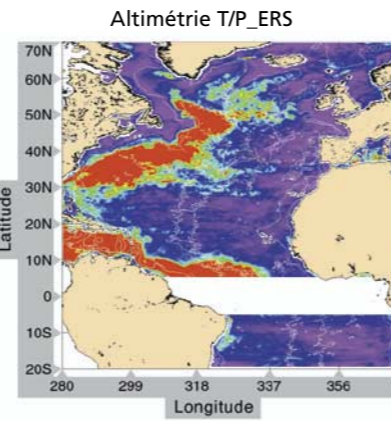 Altimétrie T/P_ERS
70N
60N
50N
40N
30N
20N
10N
0
10S
20S
Latitude
280 299 318 337 356
Longitude